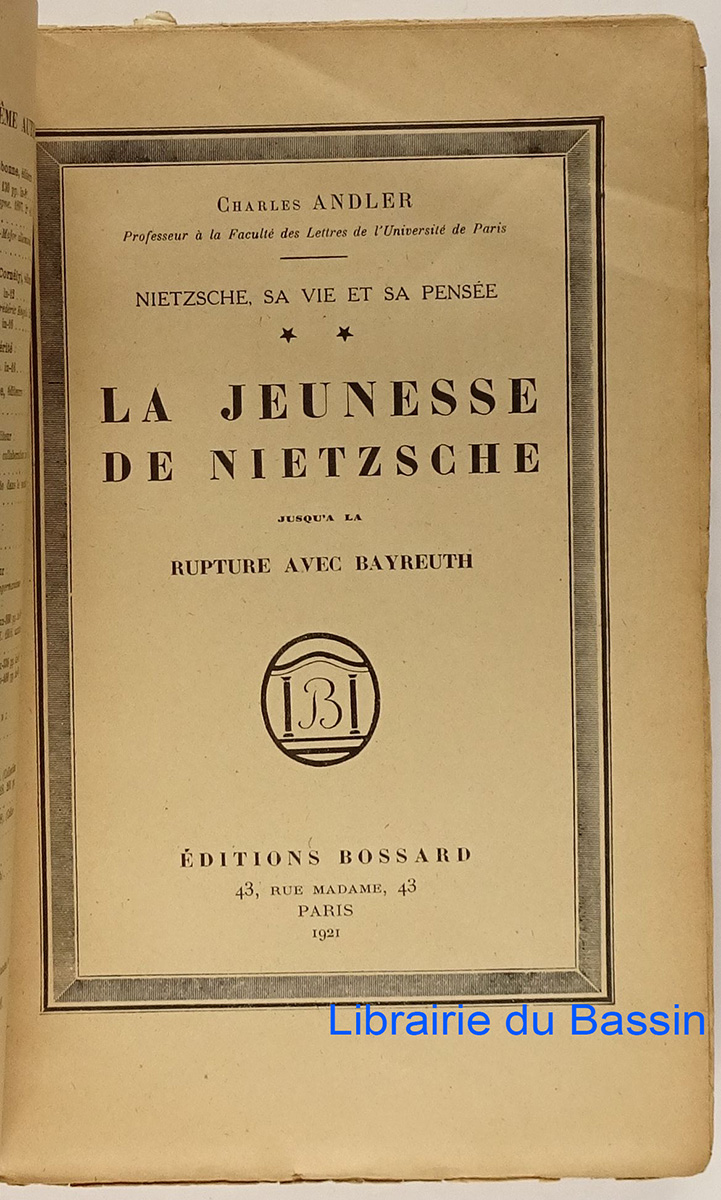 CHARLES ANDLER
Professeur à la Faculté des Lettres de l'Université de Paris
NIETZSCHE, SA VIE ET SA PENSÉE
LA JEUNESSE
DE NIETZSCHE
JUSQU'A LA
RUPTURE AVEC BAYREUTH
B
ÉDITIONS BOSSARD
43, RUE MADAME, 43
PARIS
1921
Librairie du Bassin